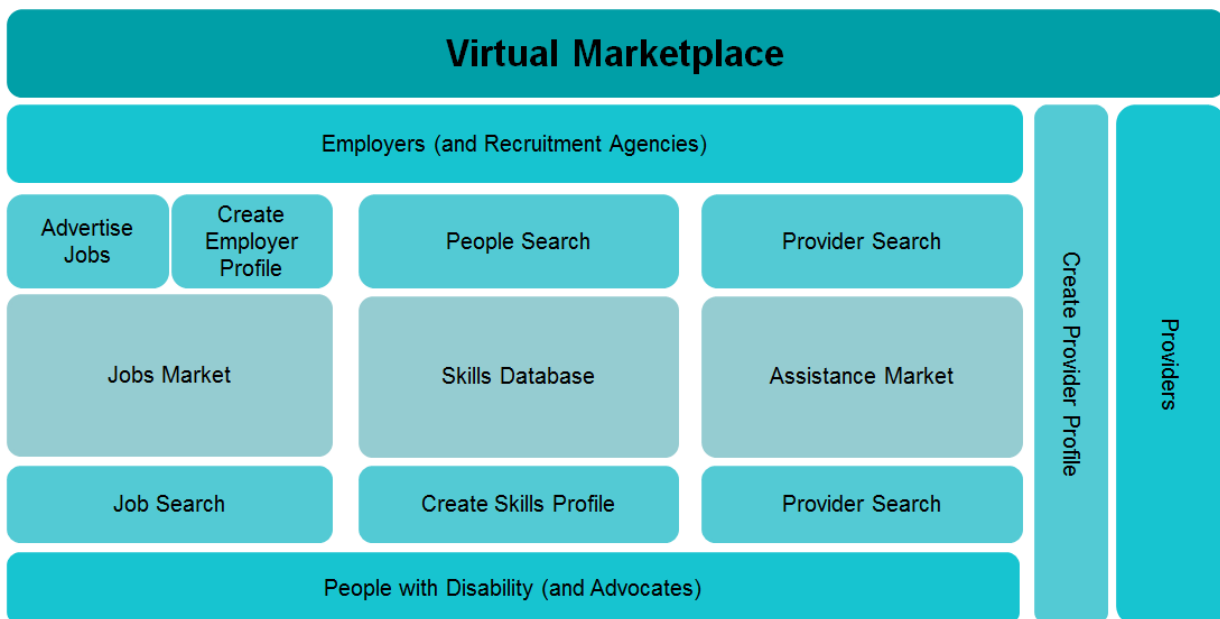 Virtual Marketplace
Employers (and Recruitment Agencies)
Advertise
Jobs
Create
Employer
Profile
People Search
Provider Search
Jobs Market
Skills Database
Assistance Market
Job Search
Create Skills Profile
Provider Search
People with Disability (and Advocates)
Create Provider Profile
Providers